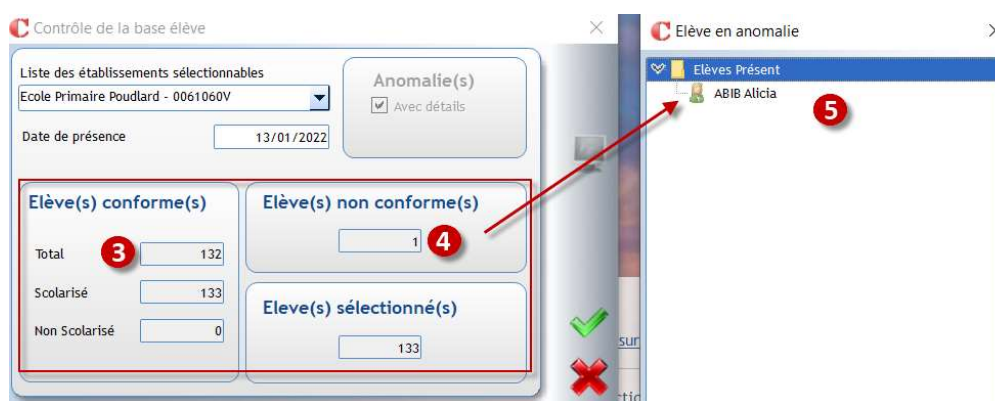 Contrôle de la base élève
Liste des établissements sélectionnables
Ecole Primaire Poudlard - 0061060V
Date de présence 13/01/2022
Anomalie(s)
Avec détails
Elève(s) conforme(s)
Total 3 132
Scolarisé 133
Non Scolarisé 0
Elève(s) non conforme(s)
1 4
Eleve(s) sélectionné(s)
133
sur
ctic
C Elève en anomalie
Elèves Présent
ABIB Alicia
5